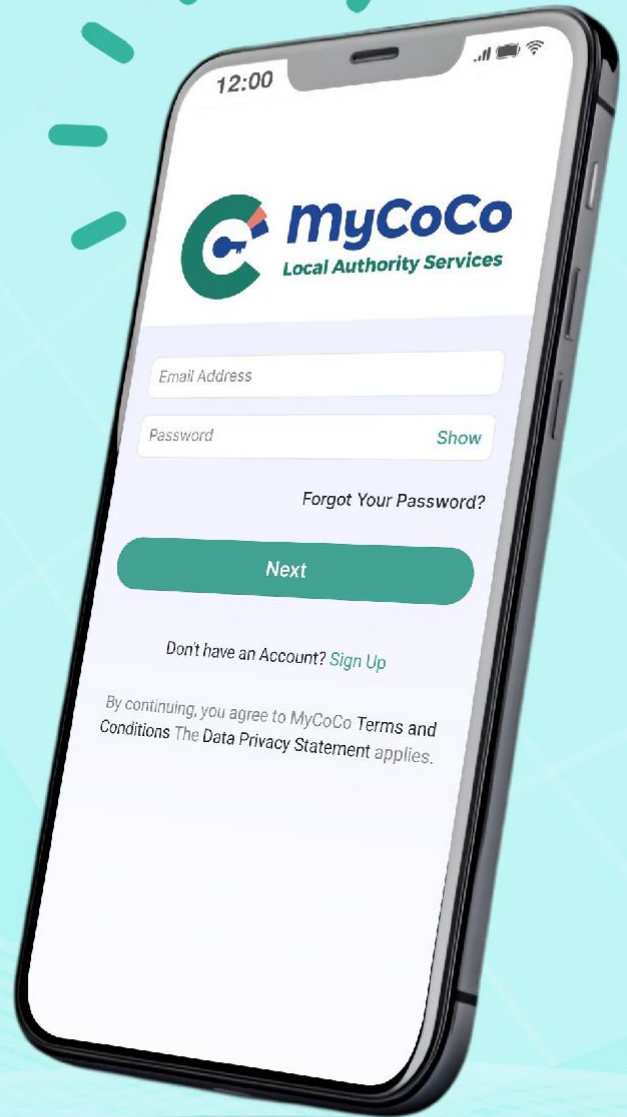 12:00
MyCoCo
Local Authority Services
Email Address
Password Show
Forgot Your Password?
Next
Don't have an Account? Sign Up
By continuing, you agree to MyCoCo Terms and
Conditions The Data Privacy Statement applies.